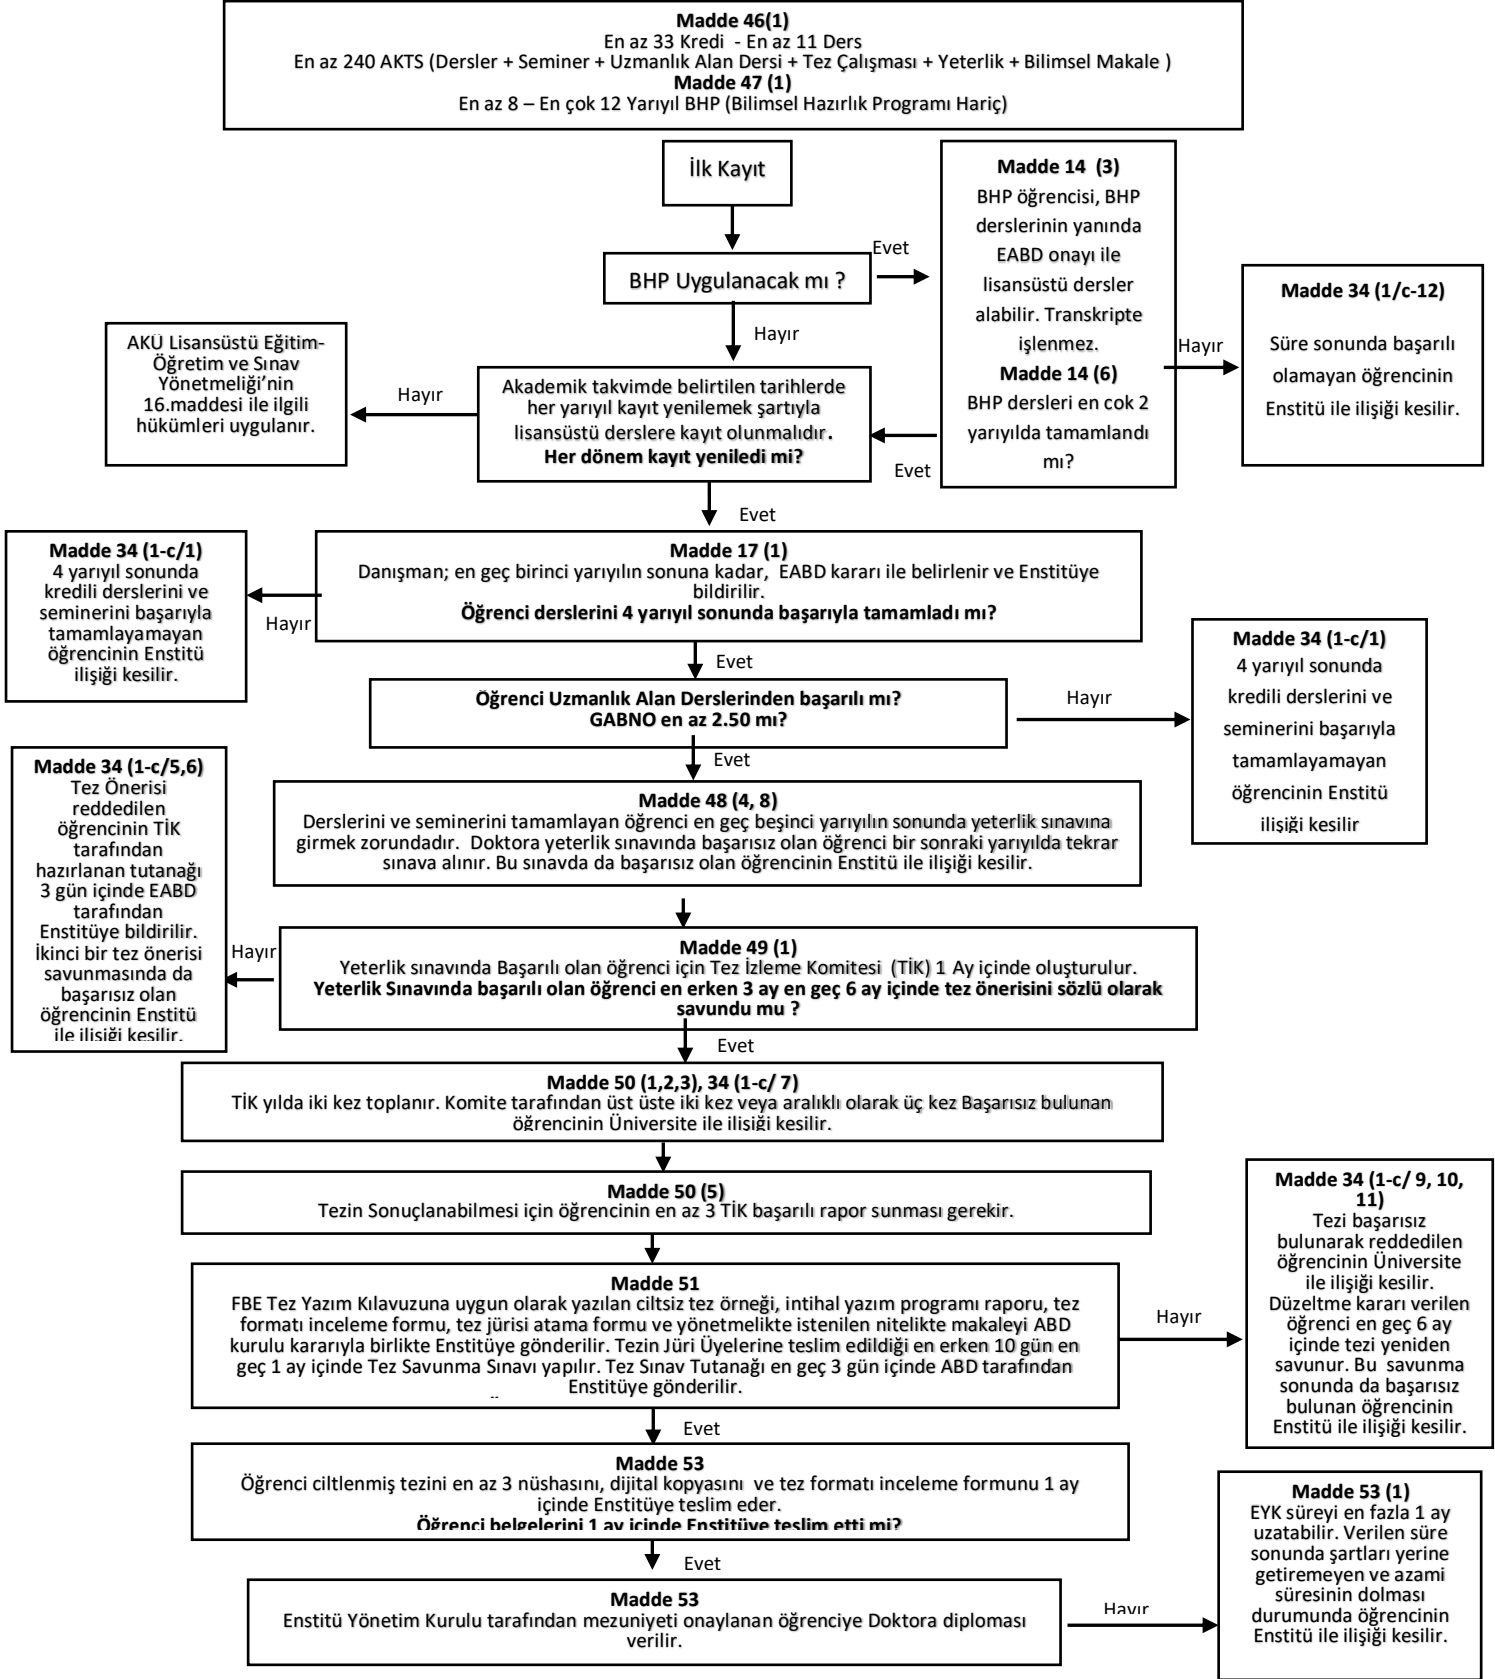 Madde 46(1)
En az 33 Kredi - En az 11 Ders
En az 240 AKTS (Dersler + Seminer + Uzmanlık Alan Dersi + Tez Çalışması + Yeterlik + Bilimsel Makale )
Madde 47 (1)
En az 8 – En çok 12 Yarıyıl BHP (Bilimsel Hazırlık Programı Hariç)
İlk Kayıt
BHP Uygulanacak mı ?
Evet
Hayır
Madde 14 (3)
BHP öğrencisi, BHP
derslerinin yanında
EABD onayı ile
lisansüstü dersler
alabilir. Transkripte
işlenmez.
Madde 14 (6)
BHP dersleri en cok 2
yarıyılda tamamlandı
mı?
Hayır
Evet
Madde 34 (1/c-12)
Süre sonunda başarılı
olamayan öğrencinin
Enstitü ile ilişiği kesilir.
Akademik takvimde belirtilen tarihlerde
her yarıyıl kayıt yenilemek şartıyla
lisansüstü derslere kayıt olunmalıdır.
Her dönem kayıt yeniledi mi?
Hayır
AKÜ Lisansüstü Eğitim-
Öğretim ve Sınav
Yönetmeliği’nin
16.maddesi ile ilgili
hükümleri uygulanır.
Evet
Madde 17 (1)
Danışman; en geç birinci yarıyılın sonuna kadar, EABD kararı ile belirlenir ve Enstitüye
bildirilir.
Öğrenci derslerini 4 yarıyıl sonunda başarıyla tamamladı mı?
Hayır
Madde 34 (1-c/1)
4 yarıyıl sonunda
kredili derslerini ve
seminerini başarıyla
tamamlayamayan
öğrencinin Enstitü
ilişiği kesilir.
Evet
Öğrenci Uzmanlık Alan Derslerinden başarılı mı?
GABNO en az 2.50 mı?
Hayır
Madde 34 (1-c/1)
4 yarıyıl sonunda
kredili derslerini ve
seminerini başarıyla
tamamlayamayan
öğrencinin Enstitü
ilişiği kesilir
Evet
Madde 48 (4, 8)
Derslerini ve seminerini tamamlayan öğrenci en geç beşinci yarıyılın sonunda yeterlik sınavına
girmek zorundadır. Doktora yeterlik sınavında başarısız olan öğrenci bir sonraki yarıyılda tekrar
sınava alınır. Bu sınavda da başarısız olan öğrencinin Enstitü ile ilişiği kesilir.
Madde 49 (1)
Yeterlik sınavında Başarılı olan öğrenci için Tez İzleme Komitesi (TİK) 1 Ay içinde oluşturulur.
Yeterlik Sınavında başarılı olan öğrenci en erken 3 ay en geç 6 ay içinde tez önerisini sözlü olarak
savundu mu ?
Hayır
Madde 34 (1-c/5,6)
Tez Önerisi
reddedilen
öğrencinin TİK
tarafından
hazırlanan tutanağı
3 gün içinde EABD
tarafından
Enstitüye bildirilir.
İkinci bir tez önerisi
savunmasında da
başarısız olan
öğrencinin Enstitü
ile ilişiği kesilir.
Evet
Madde 50 (1,2,3), 34 (1-c/ 7)
TİK yılda iki kez toplanır. Komite tarafından üst üste iki kez veya aralıklı olarak üç kez Başarısız bulunan
öğrencinin Üniversite ile ilişiği kesilir.
Madde 50 (5)
Tezin Sonuçlanabilmesi için öğrencinin en az 3 TİK başarılı rapor sunması gerekir.
Madde 51
FBE Tez Yazım Kılavuzuna uygun olarak yazılan ciltsiz tez örneği, intihal yazım programı raporu, tez
formatı inceleme formu, tez jürisi atama formu ve yönetmelikte istenilen nitelikte makaleyi ABD
kurulu kararıyla birlikte Enstitüye gönderilir. Tezin Jüri Üyelerine teslim edildiği en erken 10 gün en
geç 1 ay içinde Tez Savunma Sınavı yapılır. Tez Sınav Tutanağı en geç 3 gün içinde ABD tarafından
Enstitüye gönderilir.
Hayır
Madde 34 (1-c/ 9, 10,
11)
Tezi başarısız
bulunarak reddedilen
öğrencinin Üniversite
ile ilişiği kesilir.
Düzeltme kararı verilen
öğrenci en geç 6 ay
içinde tezi yeniden
savunur. Bu savunma
sonunda da başarısız
bulunan öğrencinin
Enstitü ile ilişiği kesilir.
Evet
Madde 53
Öğrenci ciltlenmiş tezini en az 3 nüshasını, dijital kopyasını ve tez formatı inceleme formunu 1 ay
içinde Enstitüye teslim eder.
Öğrenci belgelerini 1 ay içinde Enstitüye teslim etti mi?
Evet
Madde 53
Enstitü Yönetim Kurulu tarafından mezuniyeti onaylanan öğrenciye Doktora diploması
verilir.
Hayır
Madde 53 (1)
EYK süreyi en fazla 1 ay
uzatabilir. Verilen süre
sonunda şartları yerine
getiremeyen ve azami
süresinin dolması
durumunda öğrencinin
Enstitü ile ilişiği kesilir.